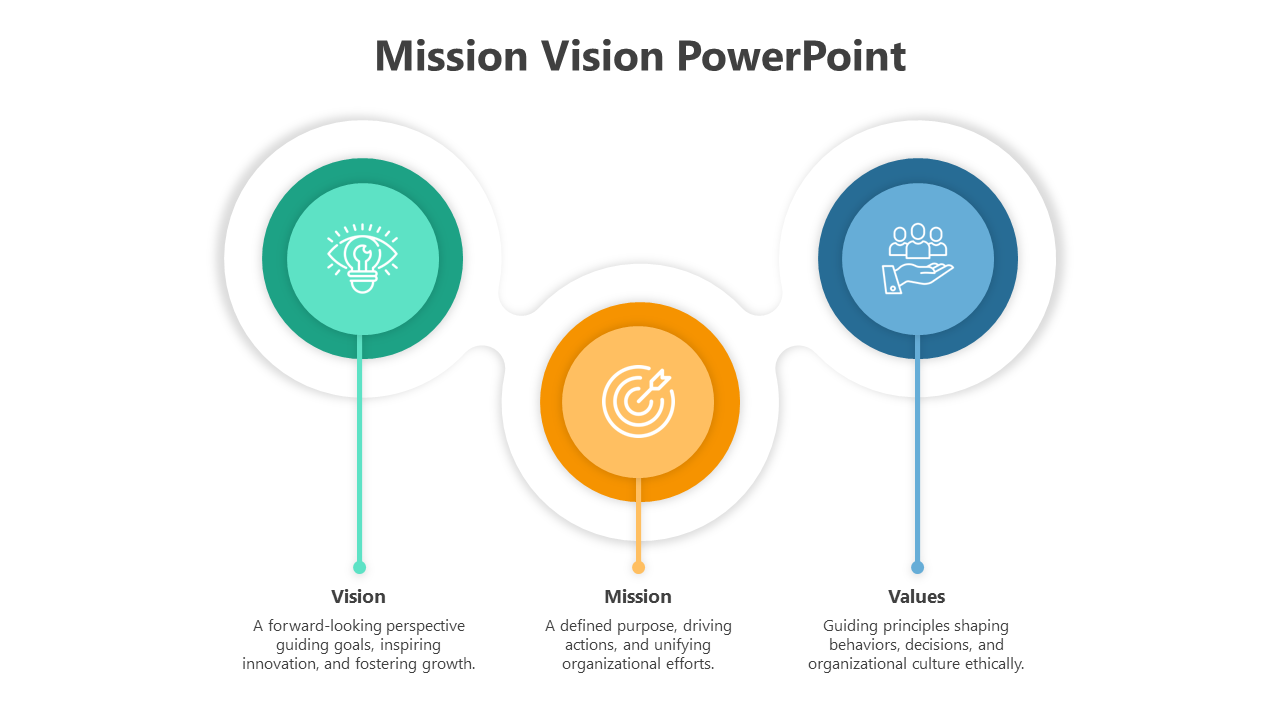 Mission Vision PowerPoint
Vision
A forward-looking perspective
guiding goals, inspiring
innovation, and fostering growth.
Mission
A defined purpose, driving
actions, and unifying
organizational efforts.
Values
Guiding principles shaping
behaviors, decisions, and
organizational culture ethically.